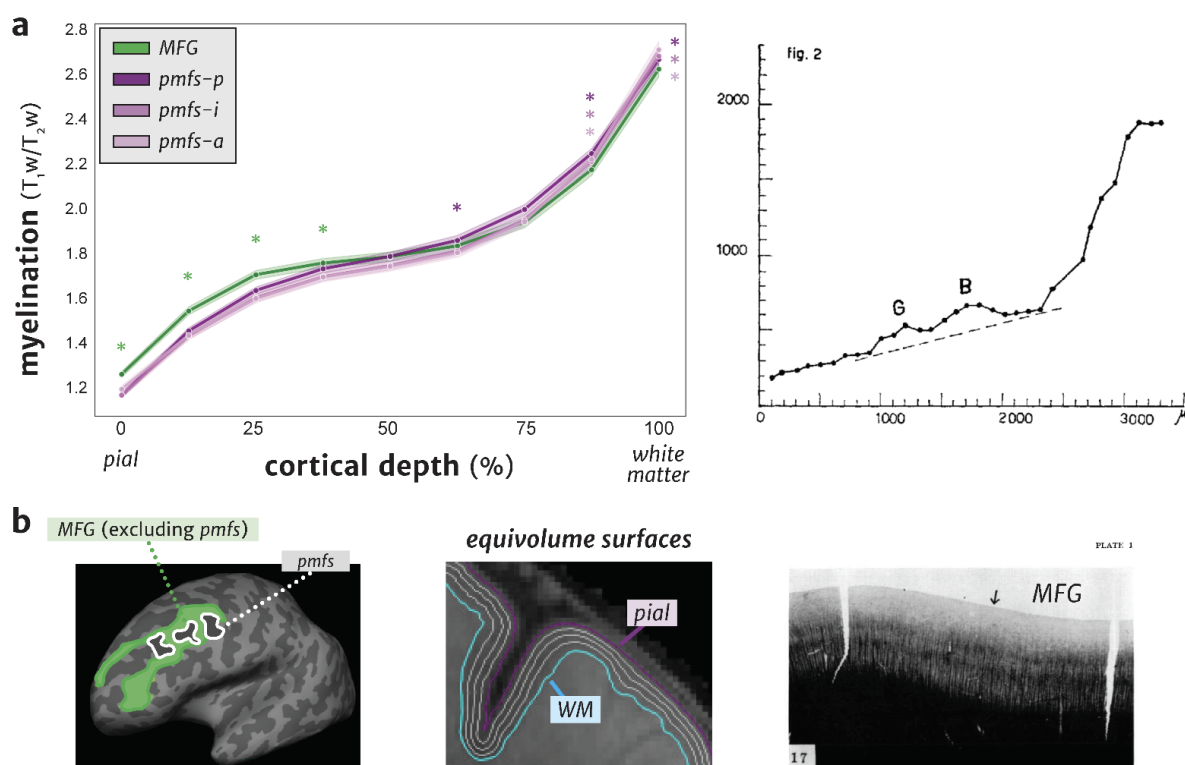 a
2.8
2.6
2.4
2.2
2.0
1.8
1.6
1.4
1.2
myelination (T1w/T2w)
MFG
pmfs-p
pmfs-i
pmfs-a
*
*
*
*
*
*
*
*
*
*
*
0
25
50
75
100
pial
cortical depth (%)
white
matter
fig. 2
2000
1000
G
B
0
1000
2000
3000
b
MFG (excluding pmfs)
pmfs
equivolume surfaces
pial
WM
PLATE 1
MFG
17